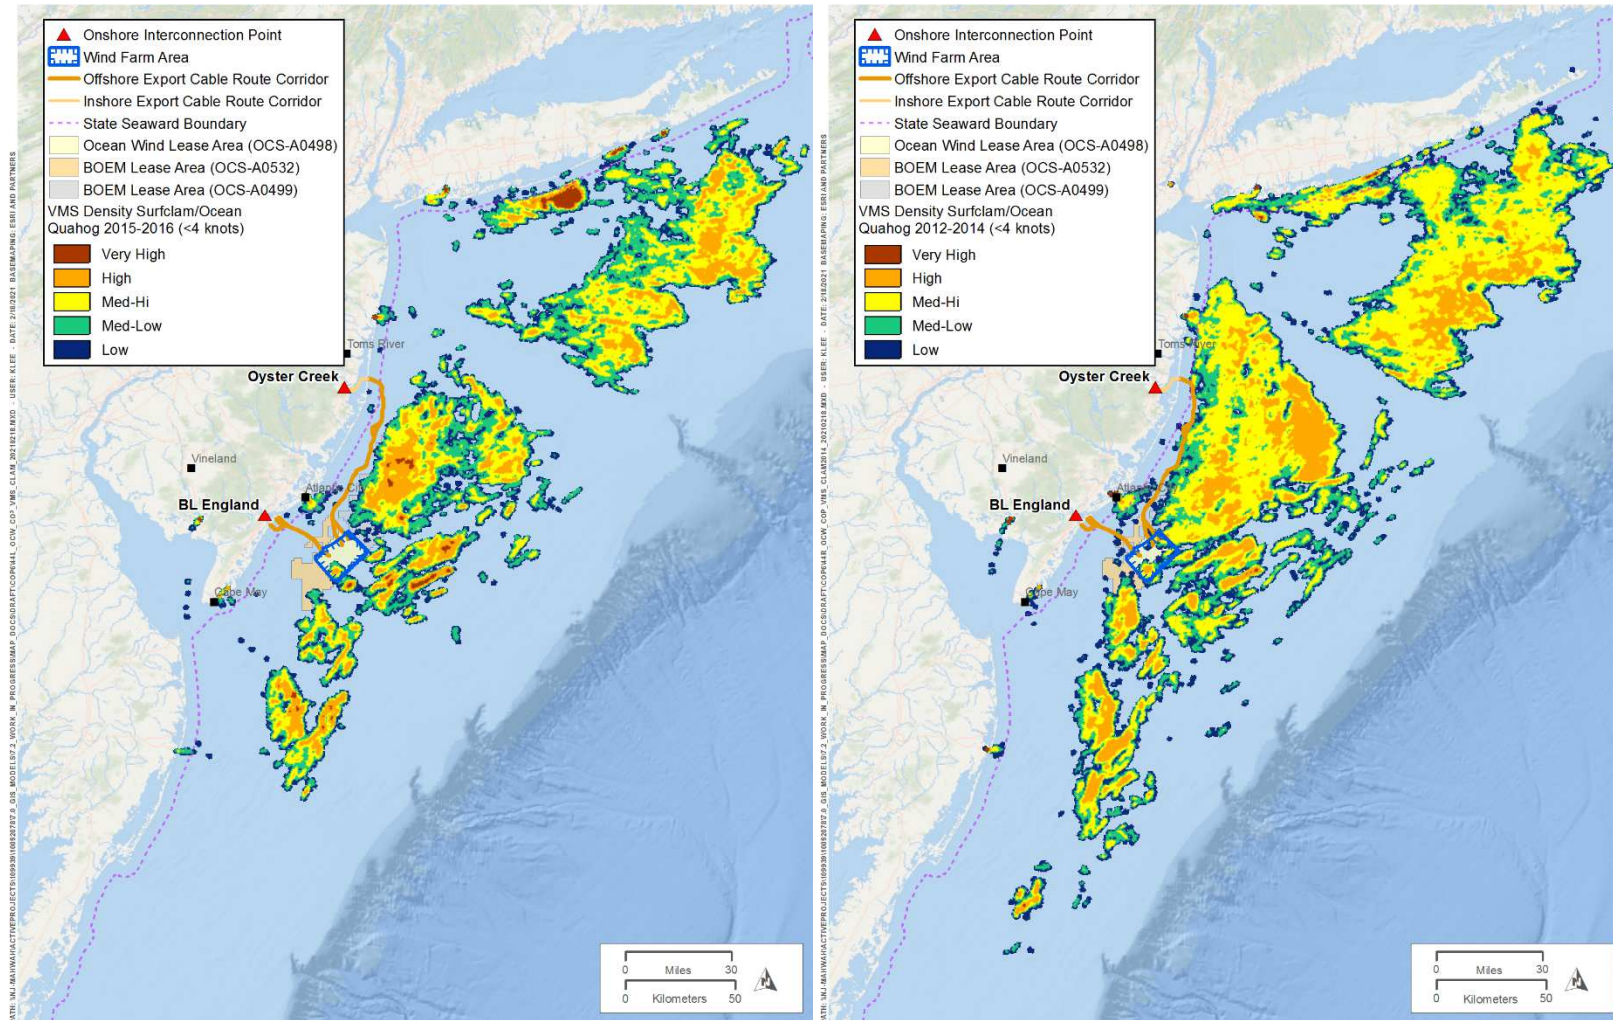 Onshore Interconnection Point
Wind Farm Area
Offshore Export Cable Route Corridor
Inshore Export Cable Route Corridor
State Seaward Boundary
Ocean Wind Lease Area (OCS-A0498)
BOEM Lease Area (OCS-A0532)
BOEM Lease Area (OCS-A0499)
VMS Density Surfclam/Ocean
Quahog 2015-2016 (<4 knots)
Very High
High
Med-Hi
Med-Low
Low
Toms River
Oyster Creek
Vineland
Atlantic City
BL England
Cape May
0 Miles 30
0 Kilometers 50
N
Onshore Interconnection Point
Wind Farm Area
Offshore Export Cable Route Corridor
Inshore Export Cable Route Corridor
State Seaward Boundary
Ocean Wind Lease Area (OCS-A0498)
BOEM Lease Area (OCS-A0532)
BOEM Lease Area (OCS-A0499)
VMS Density Surfclam/Ocean
Quahog 2012-2014 (<4 knots)
Very High
High
Med-Hi
Med-Low
Low
Toms River
Oyster Creek
Vineland
BL England
Cape May
0 Miles 30
0 Kilometers 50
N